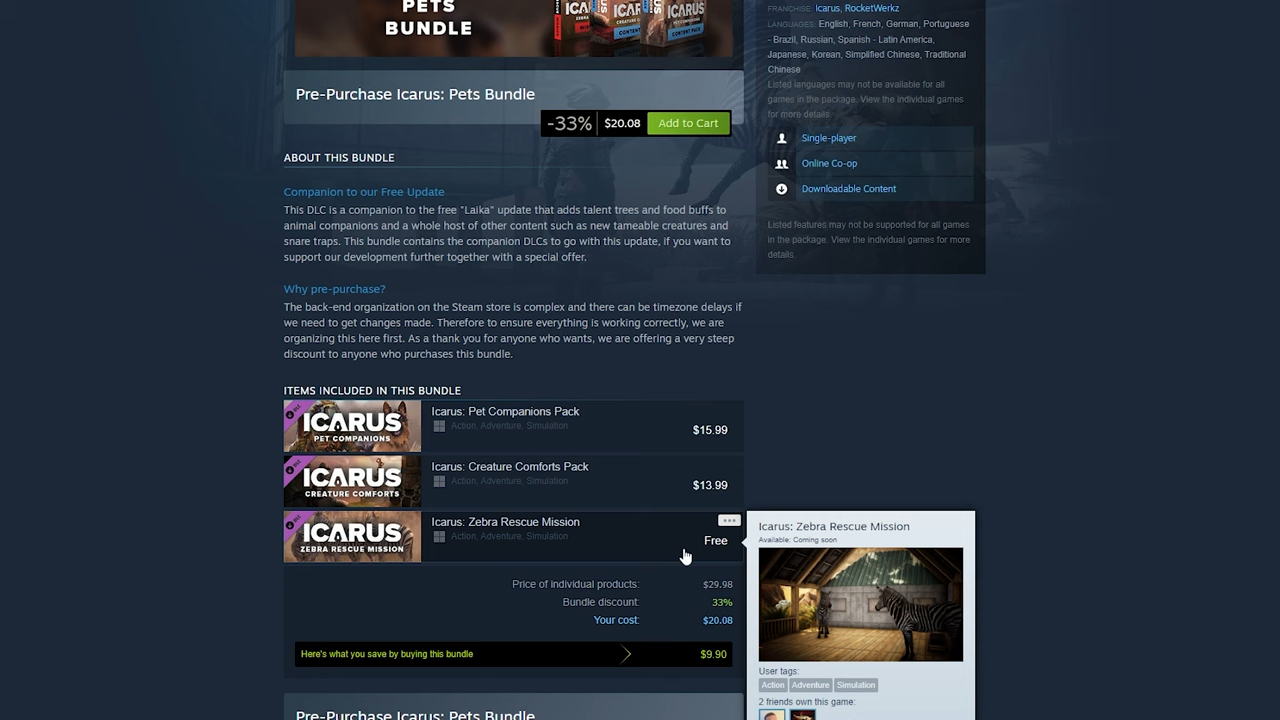 PETS
BUNDLE
Pre-Purchase Icarus: Pets Bundle
-33% $20.08 Add to Cart
ABOUT THIS BUNDLE
Companion to our Free Update
This DLC is a companion to the free "Laika" update that adds talent trees and food buffs to
animal companions and a whole host of other content such as new tameable creatures and
snare traps. This bundle contains the companion DLCs to go with this update, if you want to
support our development further together with a special offer.
Why pre-purchase?
The back-end organization on the Steam store is complex and there can be timezone delays if
we need to get changes made. Therefore to ensure everything is working correctly, we are
organizing this here first. As a thank you for anyone who wants, we are offering a very steep
discount to anyone who purchases this bundle.
ITEMS INCLUDED IN THIS BUNDLE
ICARUS
PET COMPANIONS
Icarus: Pet Companions Pack
Action, Adventure, Simulation
$15.99
ICARUS
CREATURE COMFORTS
Icarus: Creature Comforts Pack
Action, Adventure, Simulation
$13.99
ICARUS
ZEBRA RESCUE MISSION
Icarus: Zebra Rescue Mission
Action, Adventure, Simulation
Free
Price of individual products: $29.98
Bundle discount: 33%
Your cost: $20.08
Here's what you save by buying this bundle $9.90
Pre-Purchase Icarus: Pets Bundle
FRANCHISE: Icarus, RocketWerkz
LANGUAGES: English, French, German, Portuguese
- Brazil, Russian, Spanish - Latin America,
Japanese, Korean, Simplified Chinese, Traditional
Chinese
Listed languages may not be available for all
games in the package. View the individual games
for more details.
Single-player
Online Co-op
Downloadable Content
Listed features may not be supported for all games
in the package. View the individual games for more
details.
Icarus: Zebra Rescue Mission
Available: Coming soon
User tags:
Action Adventure Simulation
2 friends own this game: